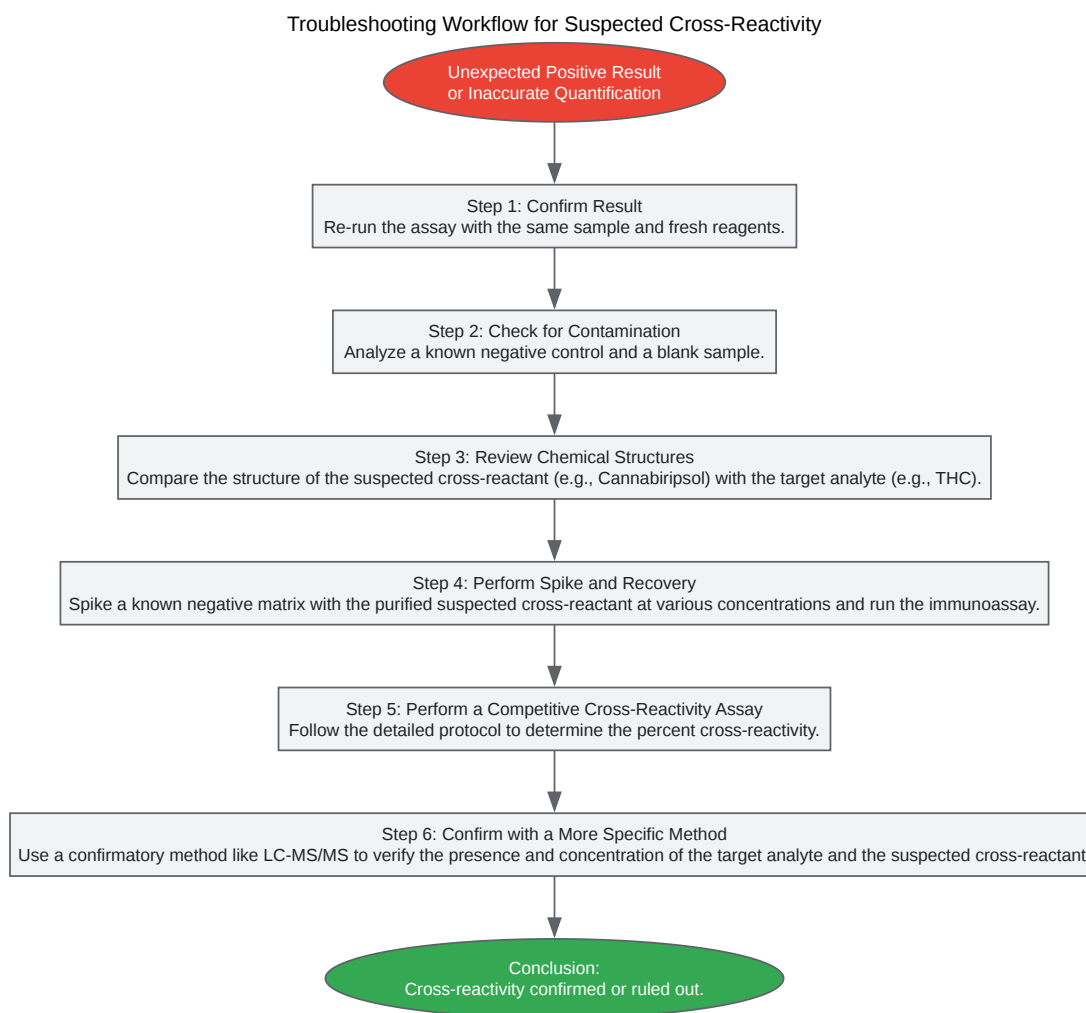 Troubleshooting Workflow for Suspected Cross-Reactivity
Unexpected Positive Result
or Inaccurate Quantification
Step 1: Confirm Result
Re-run the assay with the same sample and fresh reagents.
Step 2: Check for Contamination
Analyze a known negative control and a blank sample.
Step 3: Review Chemical Structures
Compare the structure of the suspected cross-reactant (e.g., Cannabiripsol) with the target analyte (e.g., THC).
Step 4: Perform Spike and Recovery
Spike a known negative matrix with the purified suspected cross-reactant at various concentrations and run the immunoassay.
Step 5: Perform a Competitive Cross-Reactivity Assay
Follow the detailed protocol to determine the percent cross-reactivity.
Step 6: Confirm with a More Specific Method
Use a confirmatory method like LC-MS/MS to verify the presence and concentration of the target analyte and the suspected cross-reactant
Conclusion:
Cross-reactivity confirmed or ruled out.